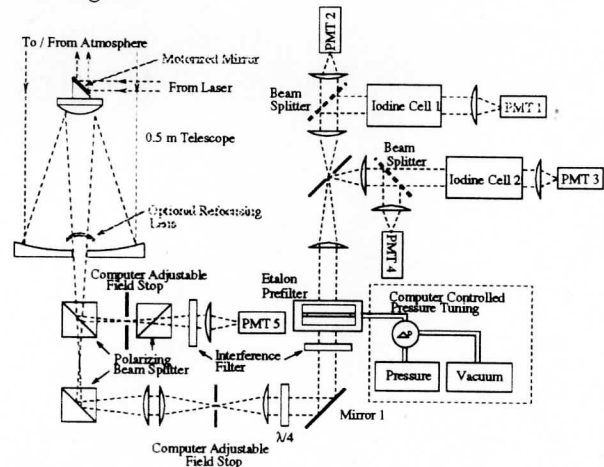 To / From Atmosphere
Motorized Mirror
From Laser
0.5 m Telescope
Optional Refocusing
Lens
PMT 2
Beam
Splitter
Iodine Cell 1
PMT 1
Beam
Splitter
Iodine Cell 2
PMT 3
PMT 4
Computer Adjustable
Field Stop
PMT 5
Polarizing
Beam Splitter
Interference
Filter
Etalon
Prefilter
Computer Controlled
Pressure Tuning
ΔP
Pressure
Vacuum
Mirror 1
λ/4
Computer Adjustable
Field Stop